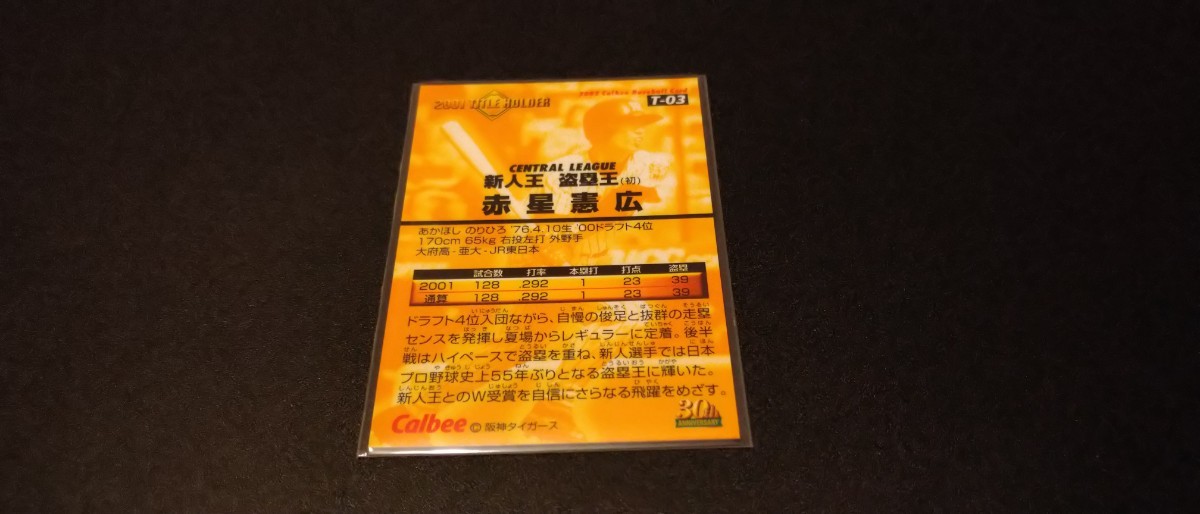 2002 Calbee Baseball Card
2001 TITLE HOLDER T-03
CENTRAL LEAGUE
新人王 盗塁王(初)
赤星憲広
あかほし のりひろ '76.4.10生 '00ドラフト4位
170cm 65kg 右投左打 外野手
大府高-亜大-JR東日本
試合数 打率 本塁打 打点 盗塁
2001 128 .292 1 23 39
通算 128 .292 1 23 39
ドラフト4位入団ながら、自慢の俊足と抜群の走塁
センスを発揮し夏場からレギュラーに定着。後半
戦はハイペースで盗塁を重ね、新人選手では日本
プロ野球史上55年ぶりとなる盗塁王に輝いた。
新人王とのW受賞を自信にさらなる飛躍をめざす。
Calbee © 阪神タイガース
30th
ANNIVERSARY